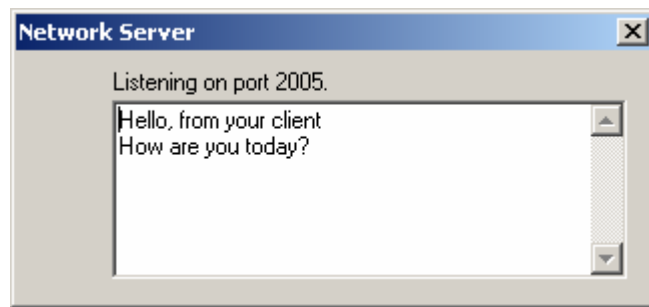 Network Server
Listening on port 2005.
Hello, from your client
How are you today?